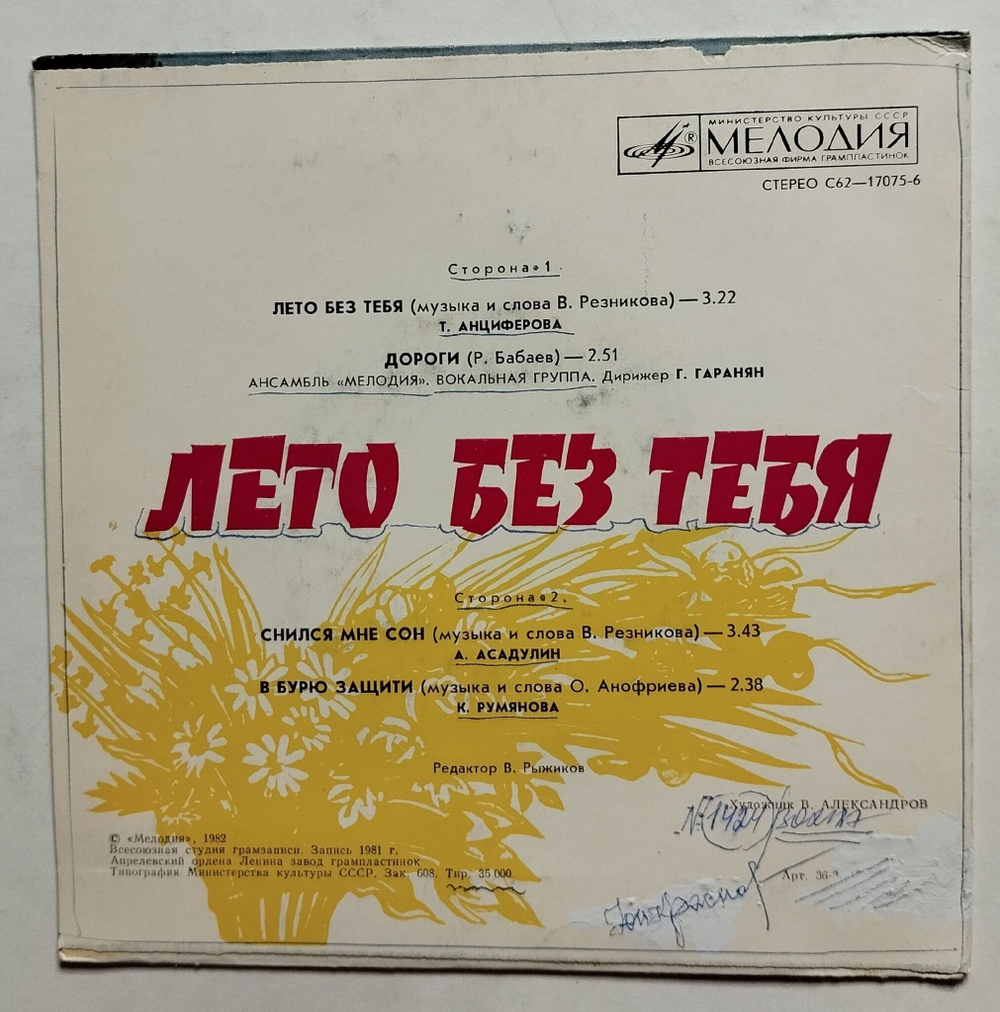 МИНИСТЕРСТВО КУЛЬТУРЫ СССР
® МЕЛОДИЯ
ВСЕСОЮЗНАЯ ФИРМА ГРАМПЛАСТИНОК
СТЕРЕО С62—17075-6
Сторона 1
ЛЕТО БЕЗ ТЕБЯ (музыка и слова В. Резникова) — 3.22
Т. АНЦИФЕРОВА
ДОРОГИ (Р. Бабаев) — 2.51
АНСАМБЛЬ «МЕЛОДИЯ». ВОКАЛЬНАЯ ГРУППА. Дирижер Г. ГАРАНЯН
ЛЕТО БЕЗ ТЕБЯ
Сторона 2.
СНИЛСЯ МНЕ СОН (музыка и слова В. Резникова) — 3.43
А. АСАДУЛИН
В БУРЮ ЗАЩИТИ (музыка и слова О. Анофриева) — 2.38
К. РУМЯНОВА
Редактор В. Рыжиков
Художник В. АЛЕКСАНДРОВ
№ 1424
© «Мелодия», 1982
Всесоюзная студия грамзаписи. Запись 1981 г.
Апрелевский ордена Ленина завод грампластинок
Типография Министерства культуры СССР. Зак. 608. Тир. 35 000
Арт. 36-